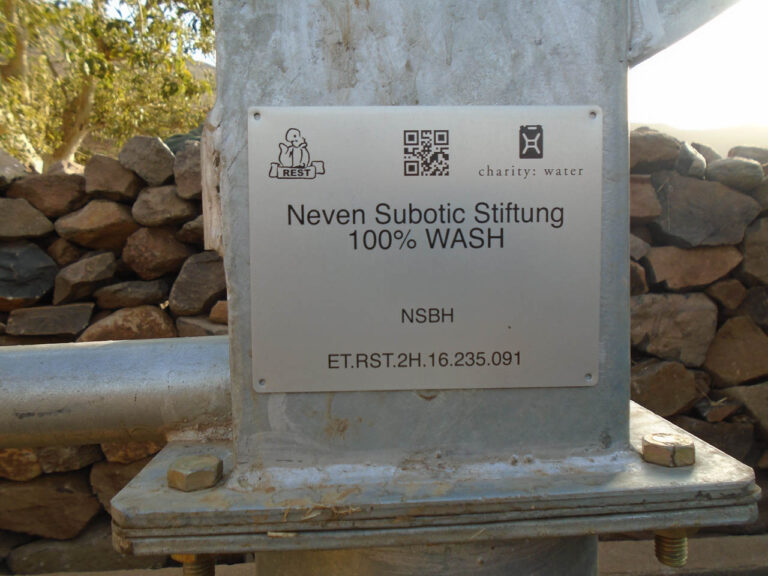 REST
charity: water
Neven Subotic Stiftung
100% WASH
NSBH
ET.RST.2H.16.235.091